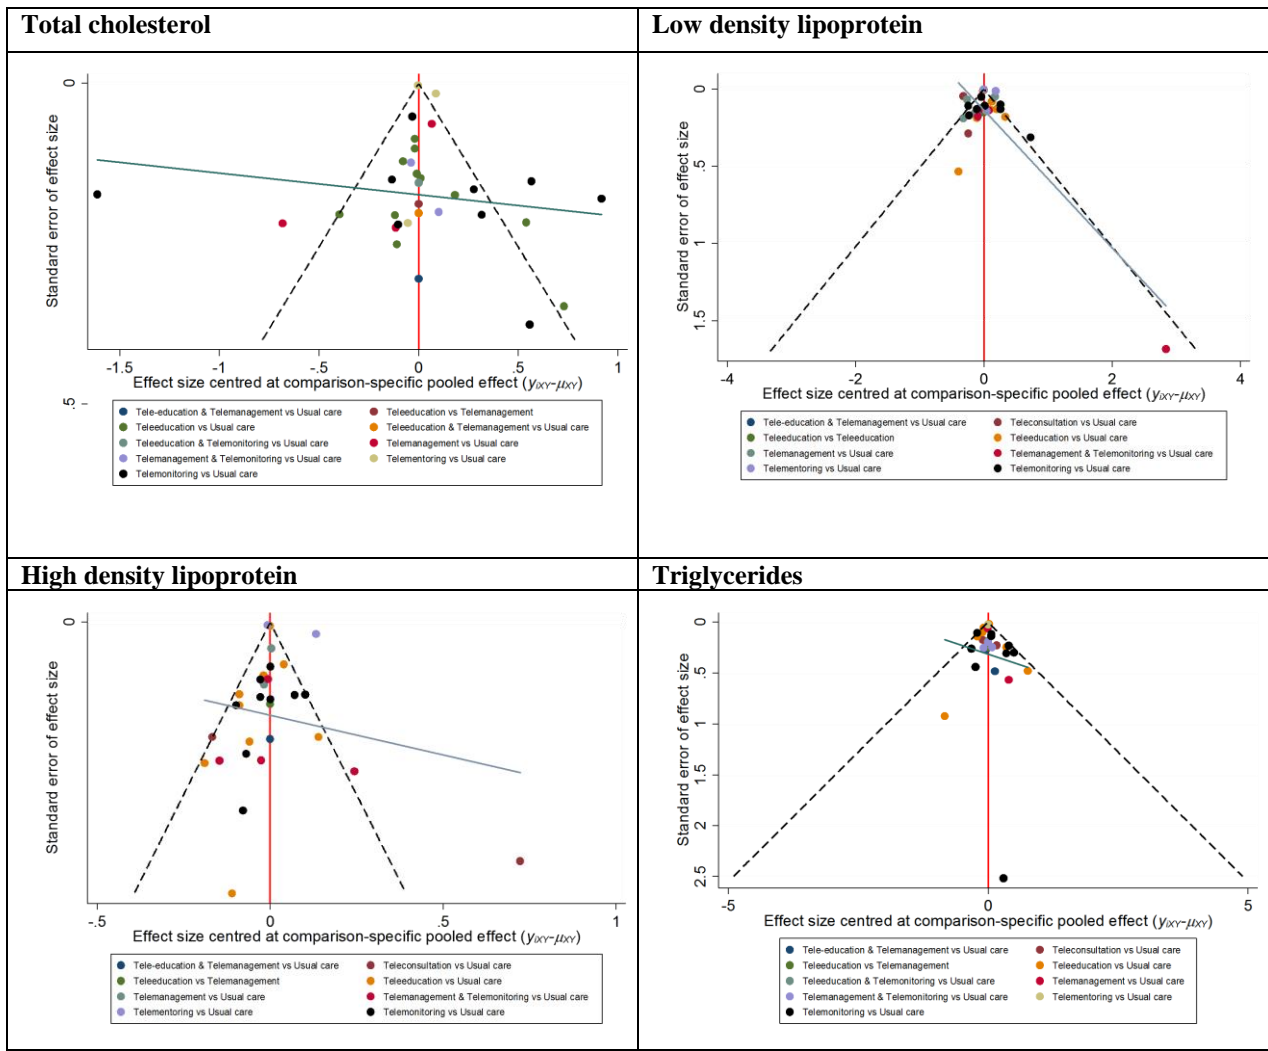 Total cholesterol
0
Standard error of effect size
.5
-1.5
-1
-.5
0
.5
1
Effect size centred at comparison-specific pooled effect (yiXY-μXY)
Tele-education & Telemanagement vs Usual care
Teleeducation vs Telemanagement
Teleeducation vs Usual care
Teleeducation & Telemanagement vs Usual care
Teleeducation & Telemonitoring vs Usual care
Telemanagement vs Usual care
Telemanagement & Telemonitoring vs Usual care
Telementoring vs Usual care
Telemonitoring vs Usual care
Low density lipoprotein
0
.5
1
1.5
Standard error of effect size
-4
-2
0
2
4
Effect size centred at comparison-specific pooled effect (yiXY-μXY)
Tele-education & Telemanagement vs Usual care
Teleconsultation vs Usual care
Teleeducation vs Teleeducation
Teleeducation vs Usual care
Telemanagement vs Usual care
Telemanagement & Telemonitoring vs Usual care
Telementoring vs Usual care
Telemonitoring vs Usual care
High density lipoprotein
0
Standard error of effect size
-.5
0
.5
1
Effect size centred at comparison-specific pooled effect (yiXY-μXY)
Tele-education & Telemanagement vs Usual care
Teleconsultation vs Usual care
Teleeducation vs Telemanagement
Teleeducation vs Usual care
Telemanagement vs Usual care
Telemanagement & Telemonitoring vs Usual care
Telementoring vs Usual care
Telemonitoring vs Usual care
Triglycerides
0
.5
1
1.5
2
2.5
Standard error of effect size
-5
0
5
Effect size centred at comparison-specific pooled effect (yiXY-μXY)
Tele-education & Telemanagement vs Usual care
Teleconsultation vs Usual care
Teleeducation vs Telemanagement
Teleeducation vs Usual care
Teleeducation & Telemonitoring vs Usual care
Telemanagement vs Usual care
Telemanagement & Telemonitoring vs Usual care
Telementoring vs Usual care
Telemonitoring vs Usual care